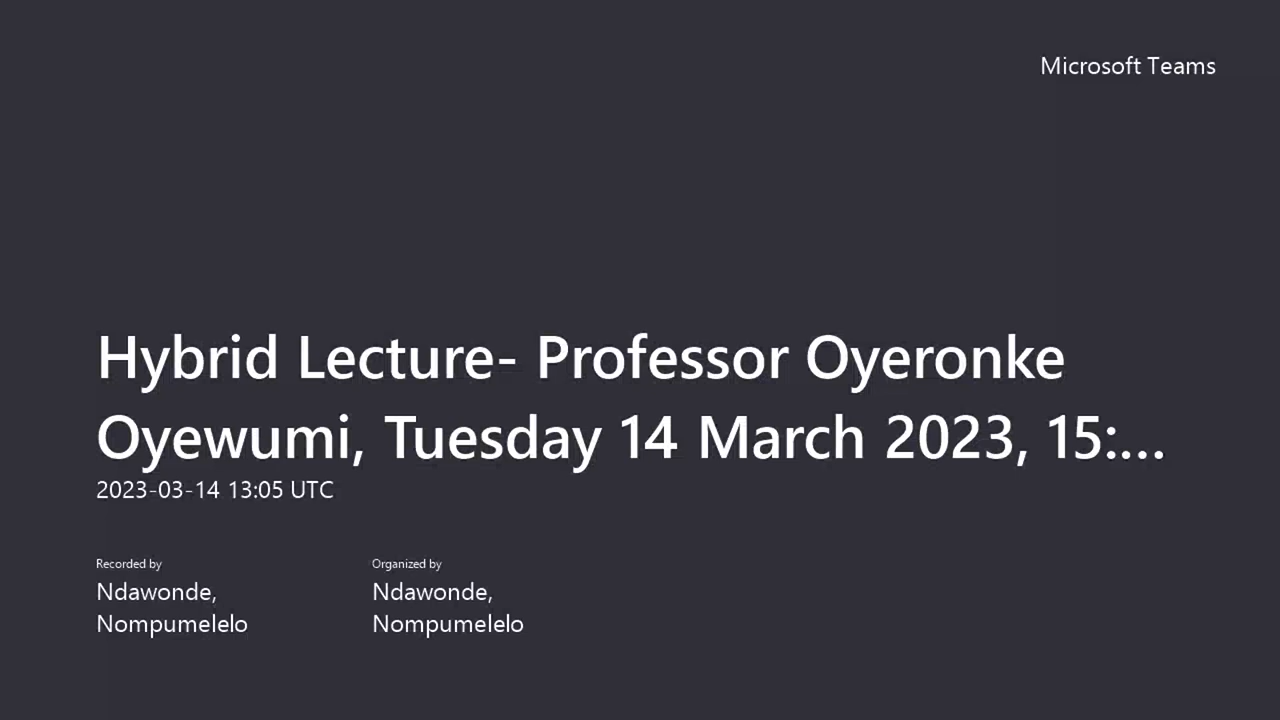 Microsoft Teams
Hybrid Lecture- Professor Oyeronke
Oyewumi, Tuesday 14 March 2023, 15:...
2023-03-14 13:05 UTC
Recorded by
Ndawonde,
Nompumelelo
Organized by
Ndawonde,
Nompumelelo